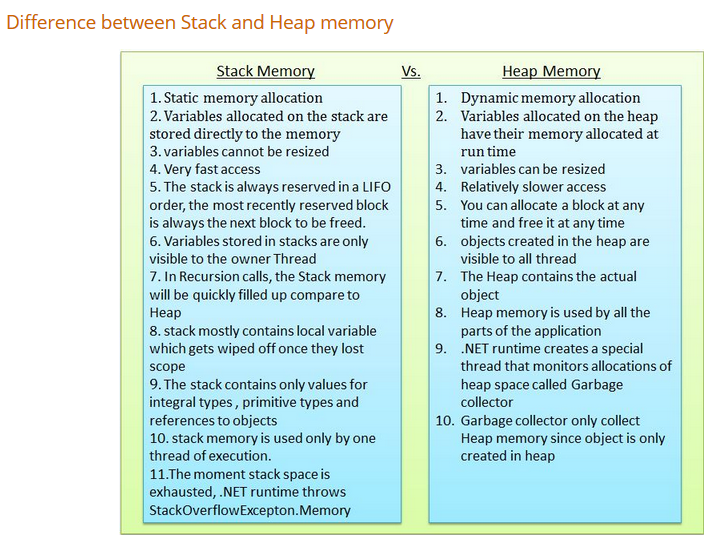 Difference between Stack and Heap memory
Stack Memory
Vs.
Heap Memory
1. Static memory allocation
2. Variables allocated on the stack are
stored directly to the memory
3. variables cannot be resized
4. Very fast access
5. The stack is always reserved in a LIFO
order, the most recently reserved block
is always the next block to be freed.
6. Variables stored in stacks are only
visible to the owner Thread
7. In Recursion calls, the Stack memory
will be quickly filled up compare to
Heap
8. stack mostly contains local variable
which gets wiped off once they lost
scope
9. The stack contains only values for
integral types , primitive types and
references to objects
10. stack memory is used only by one
thread of execution.
11.The moment stack space is
exhausted, .NET runtime throws
StackOverflowExcepton.Memory
1. Dynamic memory allocation
2. Variables allocated on the heap
have their memory allocated at
run time
3. variables can be resized
4. Relatively slower access
5. You can allocate a block at any
time and free it at any time
6. objects created in the heap are
visible to all thread
7. The Heap contains the actual
object
8. Heap memory is used by all the
parts of the application
9. .NET runtime creates a special
thread that monitors allocations of
heap space called Garbage
collector
10. Garbage collector only collect
Heap memory since object is only
created in heap